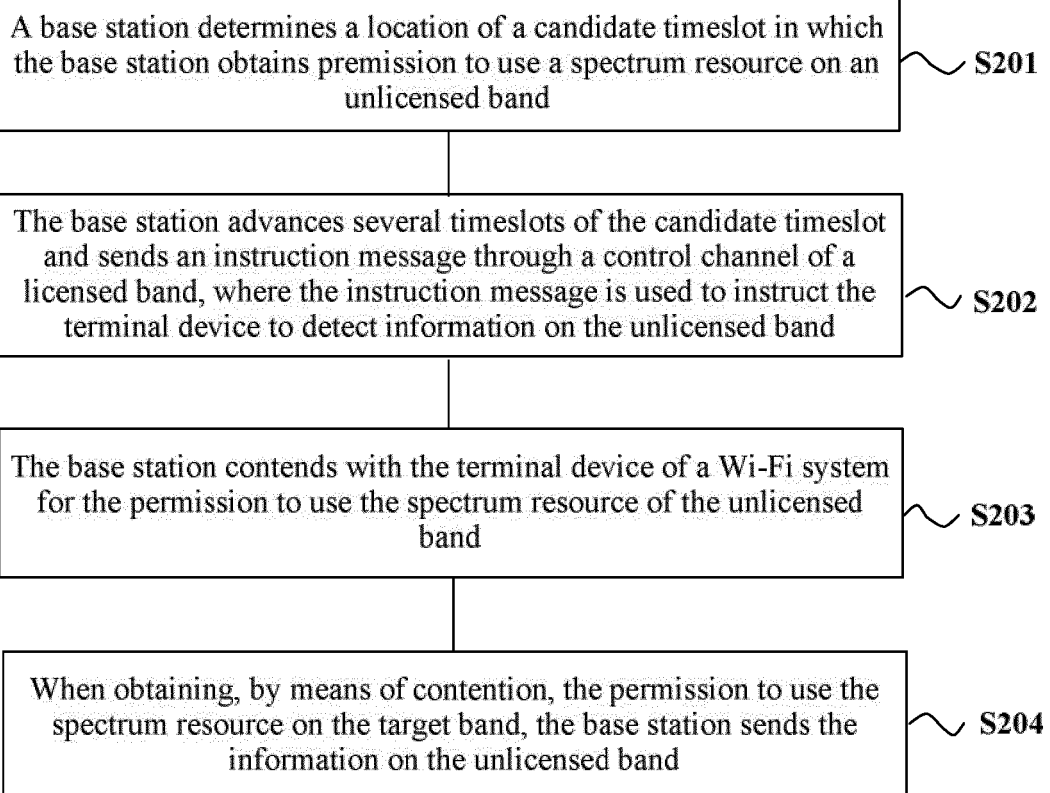 A base station determines a location of a candidate timeslot in which
the base station obtains premission to use a spectrum resource on an
unlicensed band
S201
The base station advances several timeslots of the candidate timeslot
and sends an instruction message through a control channel of a
licensed band, where the instruction message is used to instruct the
terminal device to detect information on the unlicensed band
S202
The base station contends with the terminal device of a Wi-Fi system
for the permission to use the spectrum resource of the unlicensed
band
S203
When obtaining, by means of contention, the permission to use the
spectrum resource on the target band, the base station sends the
information on the unlicensed band
S204